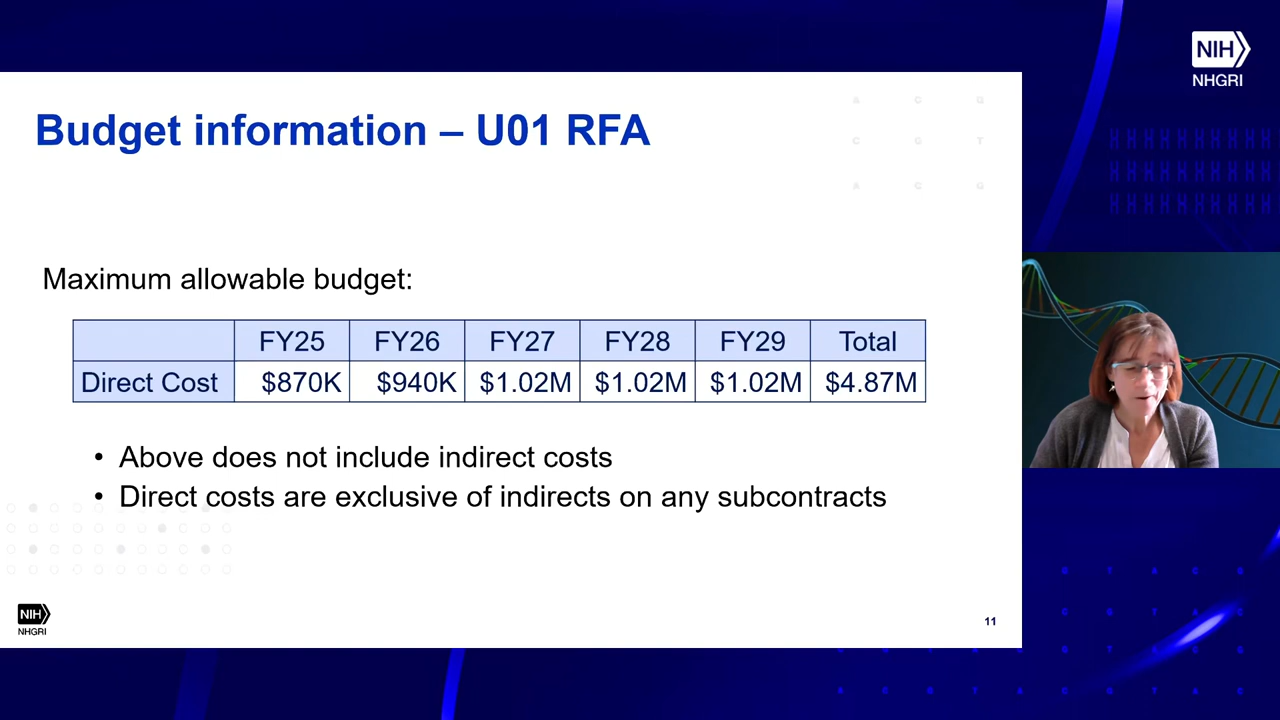 NIH
NHGRI
Budget information – U01 RFA
A C G
C G T
A C G
Maximum allowable budget:
FY25 FY26 FY27 FY28 FY29 Total
Direct Cost $870K $940K $1.02M $1.02M $1.02M $4.87M
• Above does not include indirect costs
• Direct costs are exclusive of indirects on any subcontracts
NIH
NHGRI
11